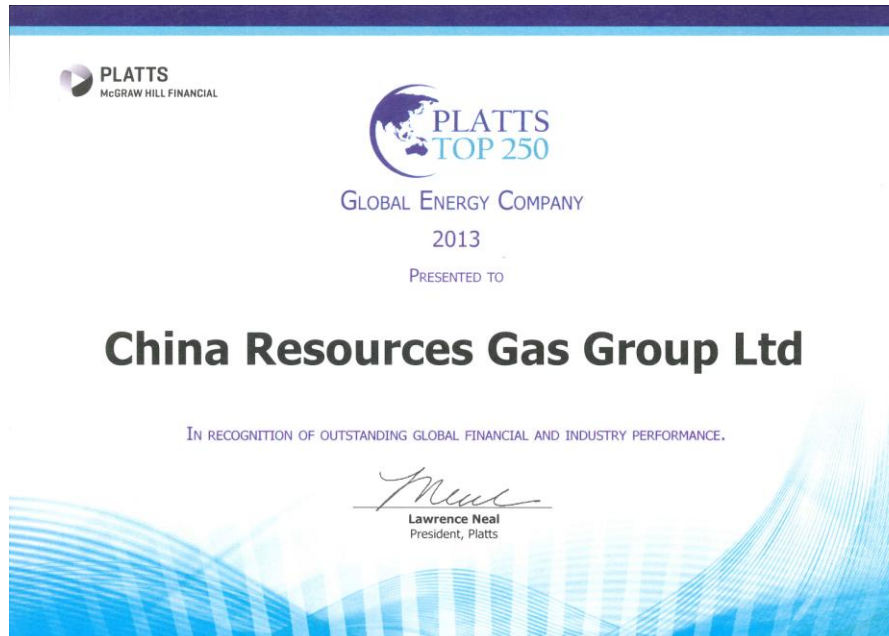 PLATTS
McGRAW HILL FINANCIAL
PLATTS
TOP 250
GLOBAL ENERGY COMPANY
2013
PRESENTED TO
China Resources Gas Group Ltd
IN RECOGNITION OF OUTSTANDING GLOBAL FINANCIAL AND INDUSTRY PERFORMANCE.
Lawrence Neal
President, Platts